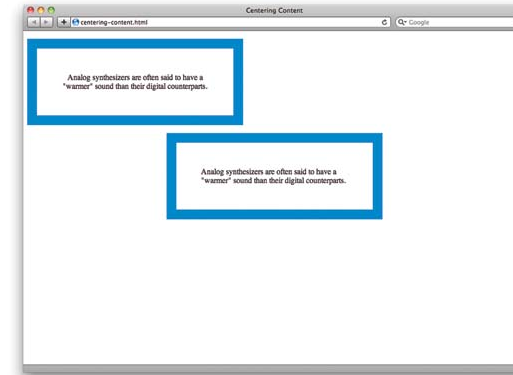 Centering Content
centering-content.html
Google
Analog synthesizers are often said to have a
"warmer" sound than their digital counterparts.
Analog synthesizers are often said to have a
"warmer" sound than their digital counterparts.